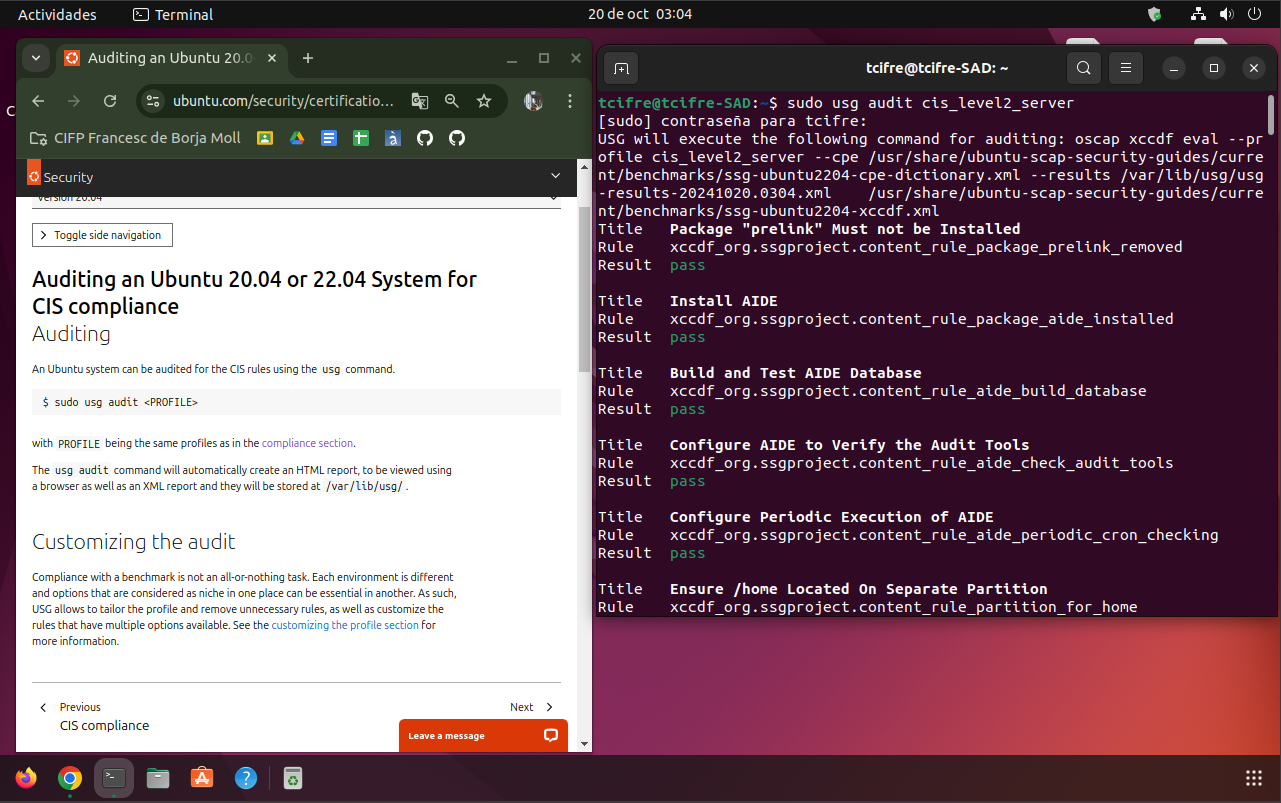 Actividades
Terminal
20 de oct 03:04
Auditing an Ubuntu 20.0
ubuntu.com/security/certificatio...
CIFP Francesc de Borja Moll
Security
Version 20.04
Toggle side navigation
Auditing an Ubuntu 20.04 or 22.04 System for
CIS compliance
Auditing
An Ubuntu system can be audited for the CIS rules using the usg command.
$ sudo usg audit <PROFILE>
with PROFILE being the same profiles as in the compliance section.
The usg audit command will automatically create an HTML report, to be viewed using
a browser as well as an XML report and they will be stored at /var/lib/usg/ .
Customizing the audit
Compliance with a benchmark is not an all-or-nothing task. Each environment is different
and options that are considered as niche in one place can be essential in another. As such,
USG allows to tailor the profile and remove unnecessary rules, as well as customize the
rules that have multiple options available. See the customizing the profile section for
more information.
Previous
CIS compliance
Next
Leave a message
tcifre@tcifre-SAD: ~
tcifre@tcifre-SAD:~$ sudo usg audit cis_level2_server
[sudo] contraseña para tcifre:
USG will execute the following command for auditing: oscap xccdf eval --pr
ofile cis_level2_server --cpe /usr/share/ubuntu-scap-security-guides/curre
nt/benchmarks/ssg-ubuntu2204-cpe-dictionary.xml --results /var/lib/usg/usg
-results-20241020.0304.xml    /usr/share/ubuntu-scap-security-guides/curre
nt/benchmarks/ssg-ubuntu2204-xccdf.xml
Title   Package "prelink" Must not be Installed
Rule    xccdf_org.ssgproject.content_rule_package_prelink_removed
Result  pass
Title   Install AIDE
Rule    xccdf_org.ssgproject.content_rule_package_aide_installed
Result  pass
Title   Build and Test AIDE Database
Rule    xccdf_org.ssgproject.content_rule_aide_build_database
Result  pass
Title   Configure AIDE to Verify the Audit Tools
Rule    xccdf_org.ssgproject.content_rule_aide_check_audit_tools
Result  pass
Title   Configure Periodic Execution of AIDE
Rule    xccdf_org.ssgproject.content_rule_aide_periodic_cron_checking
Result  pass
Title   Ensure /home Located On Separate Partition
Rule    xccdf_org.ssgproject.content_rule_partition_for_home